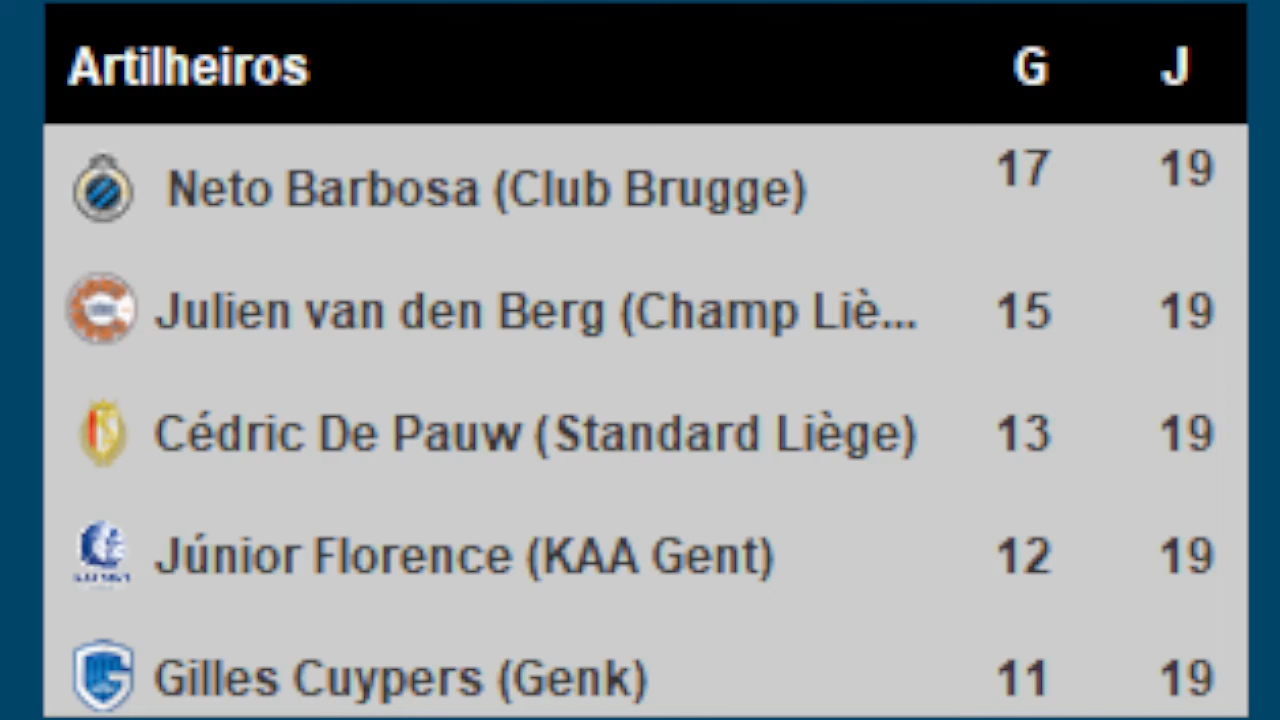 Artilheiros G J
Neto Barbosa (Club Brugge) 17 19
Julien van den Berg (Champ Liè... 15 19
Cédric De Pauw (Standard Liège) 13 19
Júnior Florence (KAA Gent) 12 19
Gilles Cuypers (Genk) 11 19